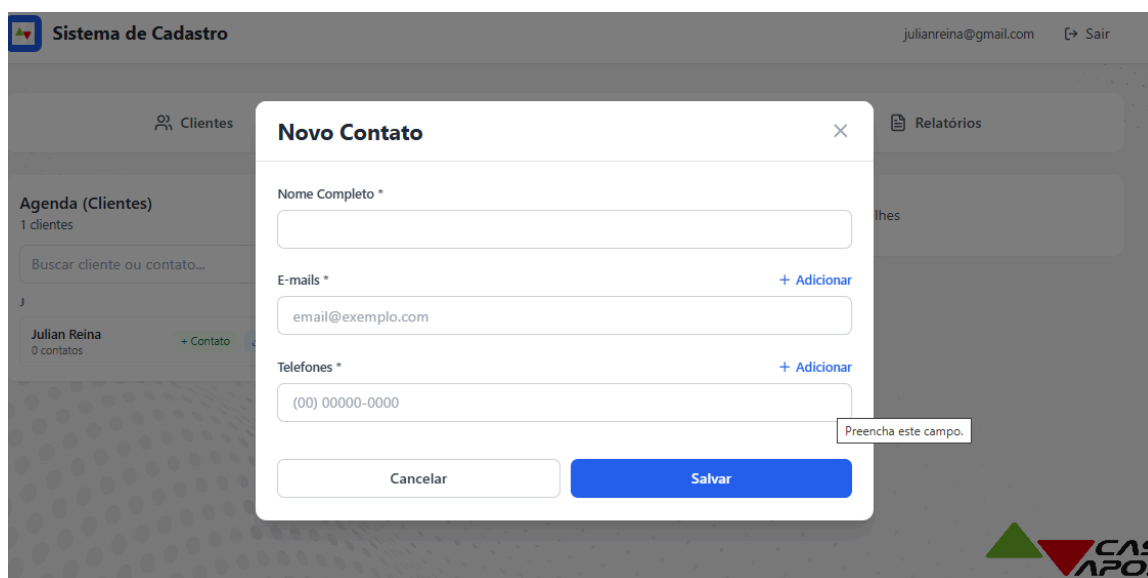 Sistema de Cadastro
julianreina@gmail.com
Sair
Clientes
Relatórios
Novo Contato
Nome Completo *
Agenda (Clientes)
1 clientes
lhes
Buscar cliente ou contato...
E-mails *
+ Adicionar
email@exemplo.com
J
Julian Reina
0 contatos
+ Contato
Telefones *
+ Adicionar
(00) 00000-0000
Preencha este campo.
Cancelar
Salvar
CAS
APO